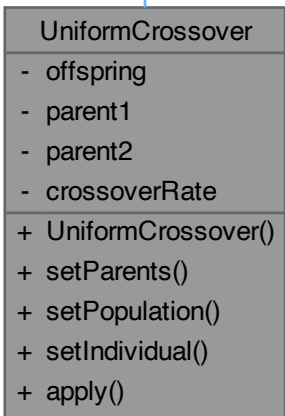 UniformCrossover
- offspring
- parent1
- parent2
- crossoverRate
+ UniformCrossover()
+ setParents()
+ setPopulation()
+ setIndividual()
+ apply()